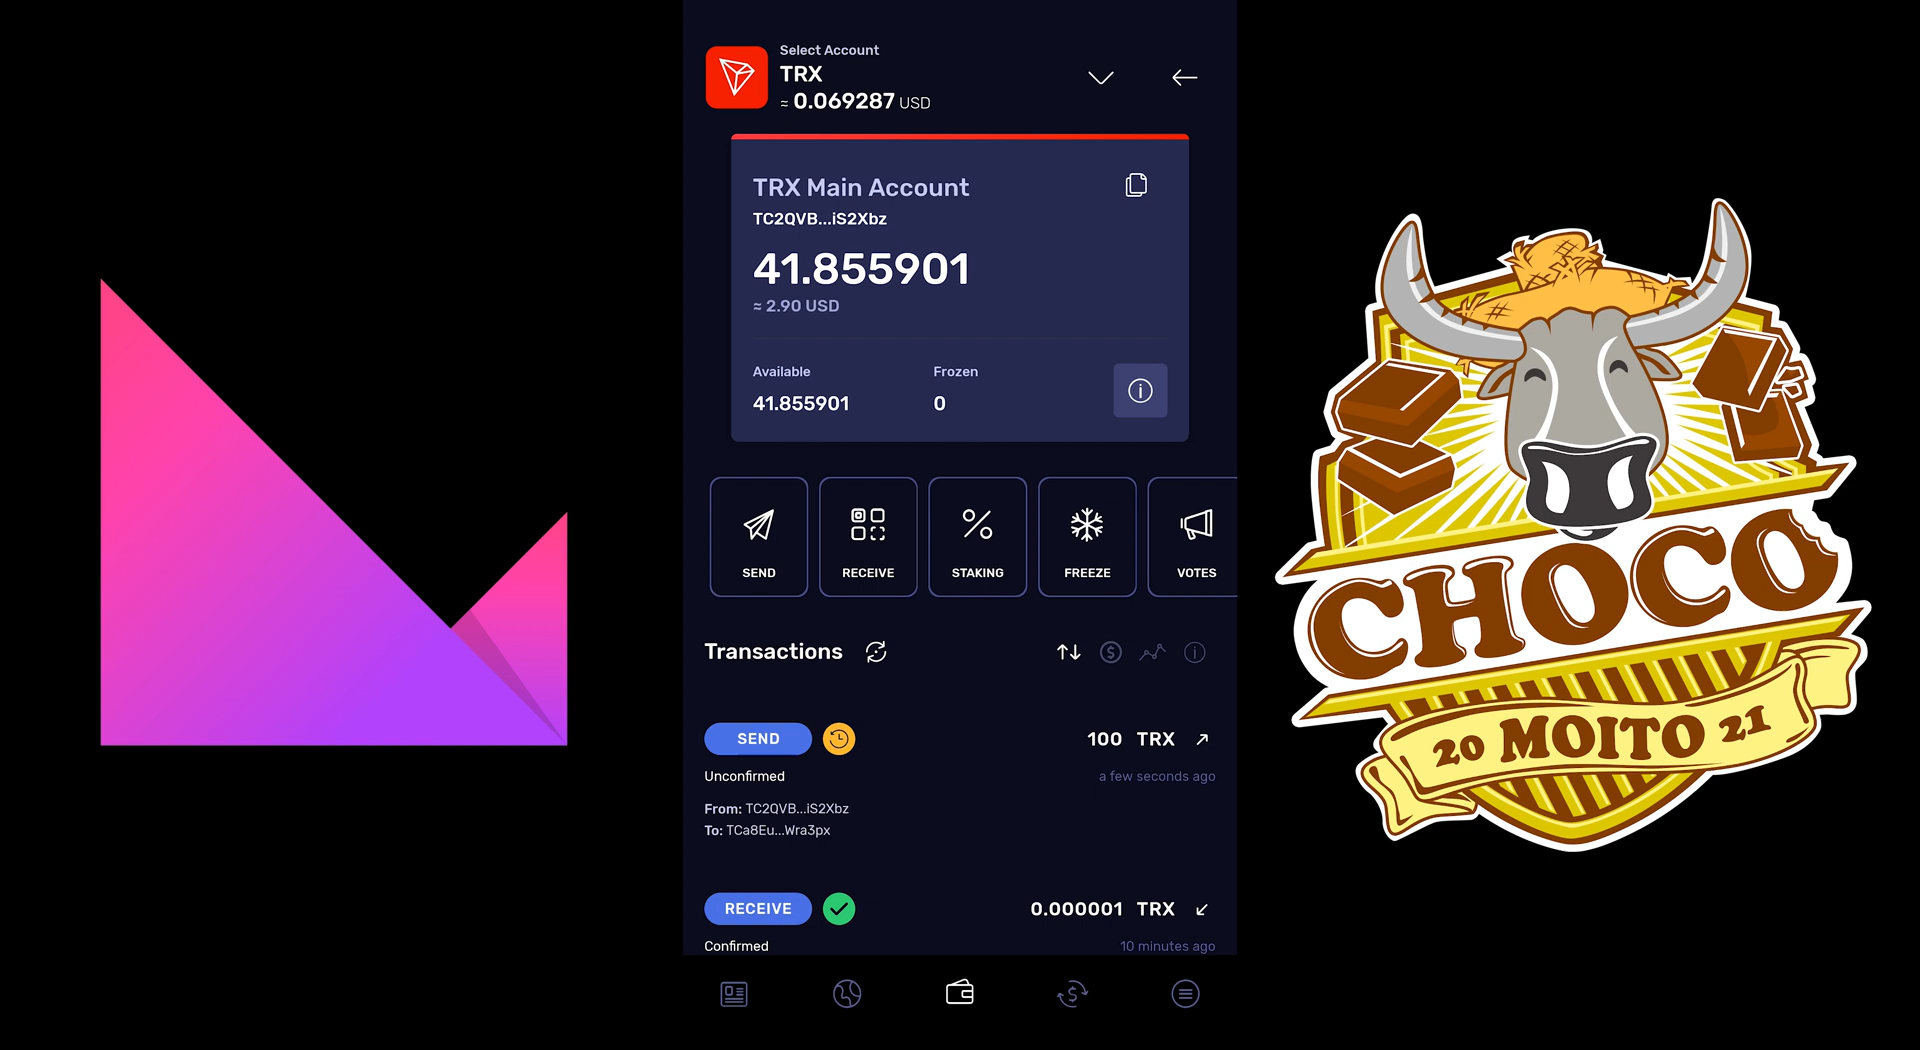 Select Account
TRX
≈ 0.069287 USD
TRX Main Account
TC2QVB...iS2Xbz
41.855901
≈ 2.90 USD
Available
Frozen
41.855901
0
SEND
RECEIVE
STAKING
FREEZE
VOTES
Transactions
SEND
100 TRX
Unconfirmed
a few seconds ago
From: TC2QVB...iS2Xbz
To: TCa8Eu...Wra3px
RECEIVE
0.000001 TRX
Confirmed
10 minutes ago
CHOCO
20 MOITO 21